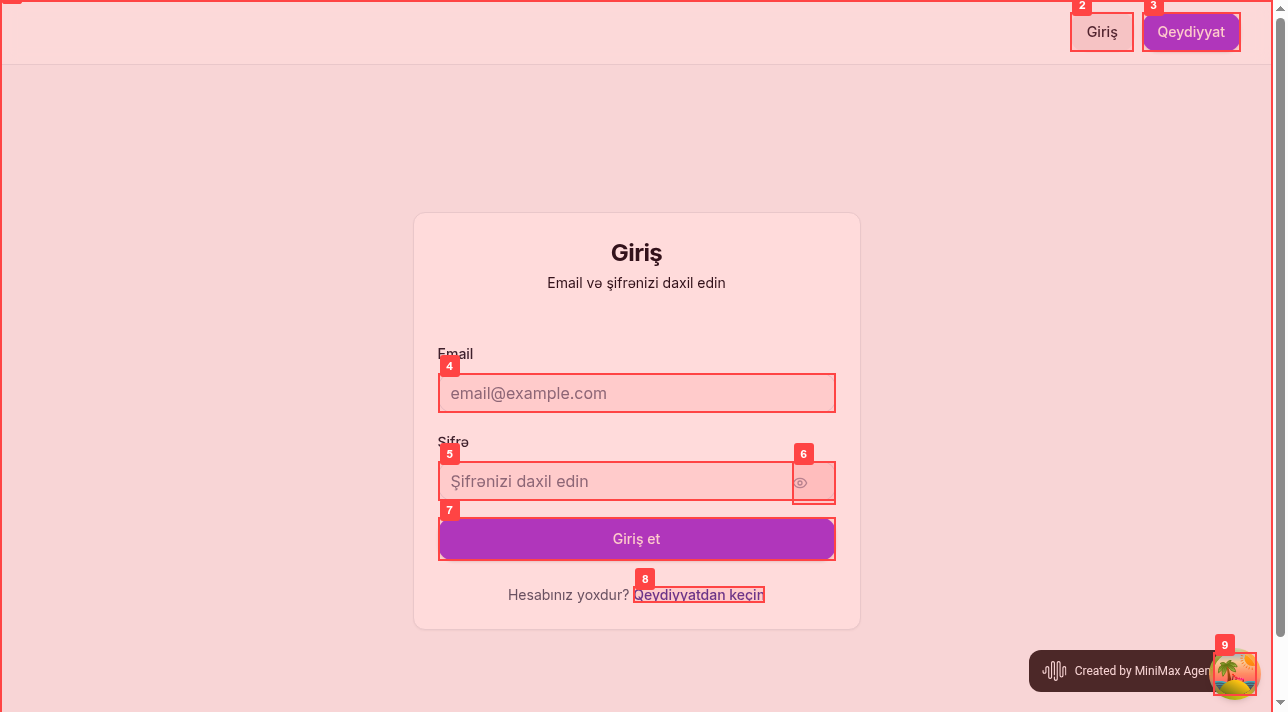 2
3
Giriş
Qeydiyyat
Giriş
Email və şifrənizi daxil edin
Email
4
email@example.com
Şifrə
5
6
Şifrənizi daxil edin
7
Giriş et
8
Hesabınız yoxdur? Qeydiyyatdan keçin
9
Created by MiniMax Agen